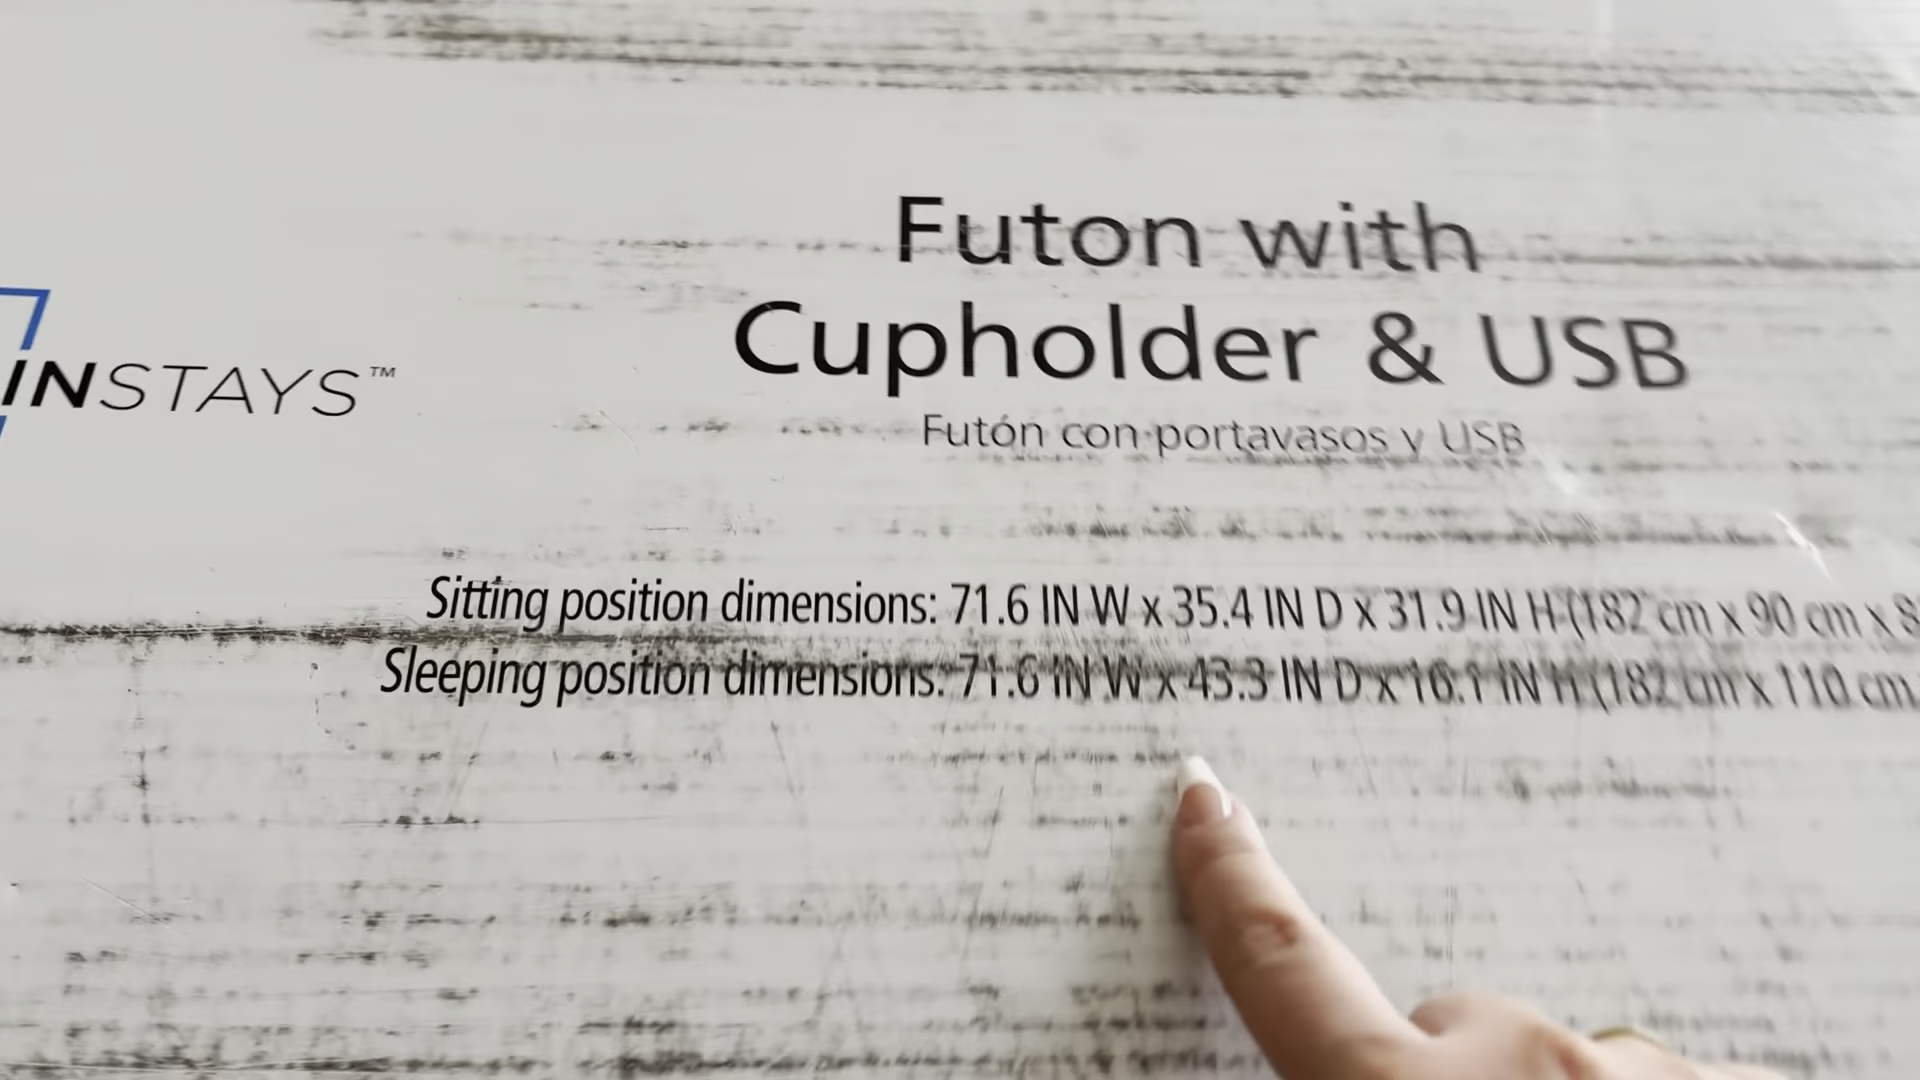 INSTAYS™
Futon with
Cupholder & USB
Futón con portavasos y USB
Sitting position dimensions: 71.6 IN W x 35.4 IN D x 31.9 IN H (182 cm x 90 cm x 8
Sleeping position dimensions: 71.6 IN W x 43.3 IN D x 16.1 IN H (182 cm x 110 cm